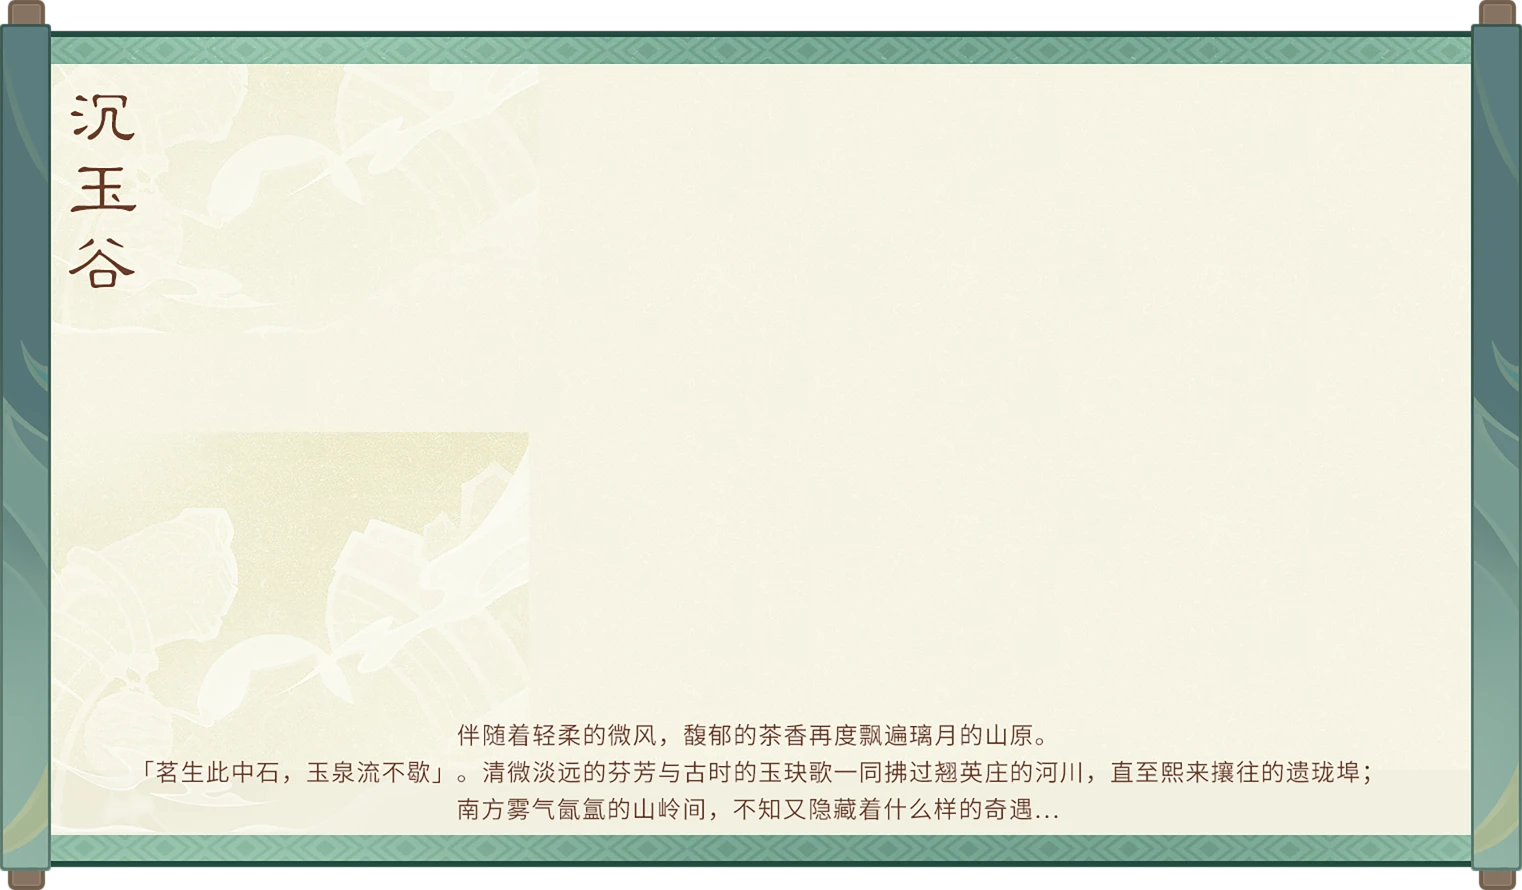 沉玉谷
伴随着轻柔的微风，馥郁的茶香再度飘遍璃月的山原。
「茗生此中石，玉泉流不歇」。清微淡远的芬芳与古时的玉玦歌一同拂过翘英庄的河川，直至熙来攘往的遗珑埠；
南方雾气氤氲的山岭间，不知又隐藏着什么样的奇遇...